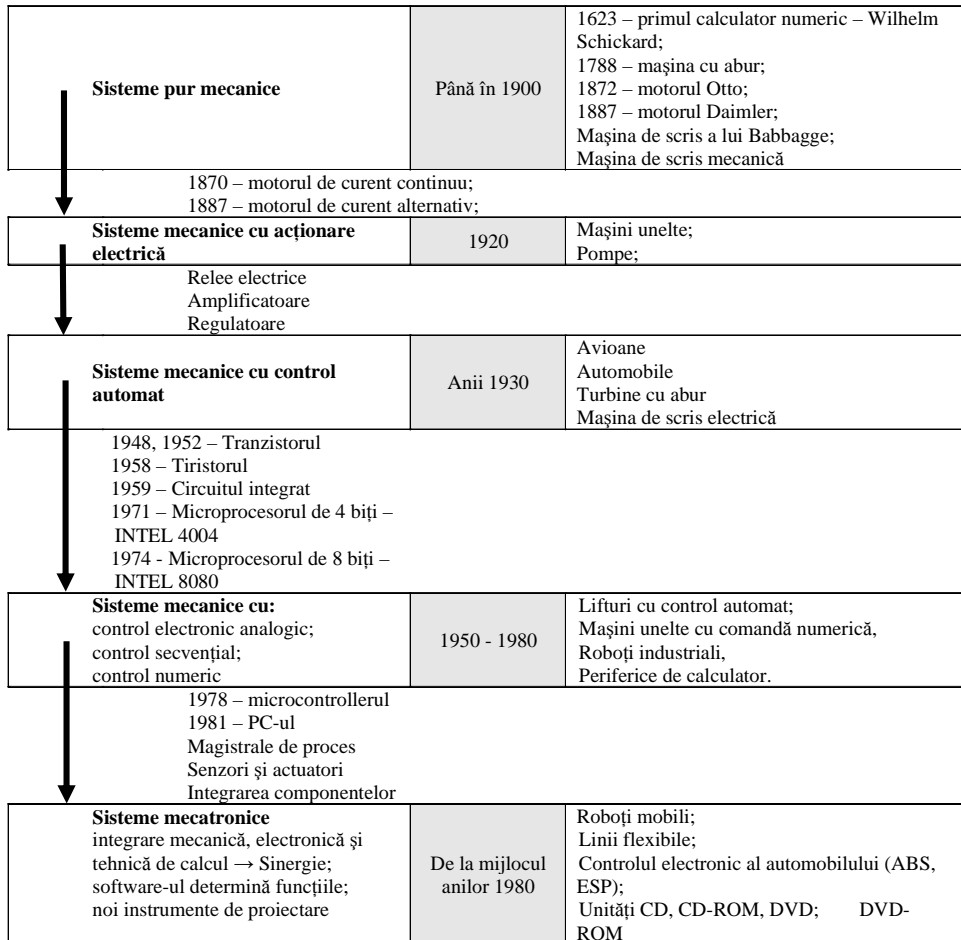 1623 – primul calculator numeric – Wilhelm
Schickard;
1788 – maşina cu abur;
Sisteme pur mecanice
Până în 1900
1872 – motorul Otto;
1887 – motorul Daimler;
Maşina de scris a lui Babbagge;
Maşina de scris mecanică
1870 – motorul de curent continuu;
1887 – motorul de curent alternativ;
Sisteme mecanice cu acţionare
electrică
1920
Maşini unelte;
Pompe;
Relee electrice
Amplificatoare
Regulatoare
Sisteme mecanice cu control
automat
Anii 1930
Avioane
Automobile
Turbine cu abur
Maşina de scris electrică
1948, 1952 – Tranzistorul
1958 – Tiristorul
1959 – Circuitul integrat
1971 – Microprocesorul de 4 biţi –
INTEL 4004
1974 - Microprocesorul de 8 biţi –
INTEL 8080
Sisteme mecanice cu:
control electronic analogic;
control secvenţial;
control numeric
1950 - 1980
Lifturi cu control automat;
Maşini unelte cu comandă numerică,
Roboţi industriali,
Periferice de calculator.
1978 – microcontrollerul
1981 – PC-ul
Magistrale de proces
Senzori şi actuatori
Integrarea componentelor
Sisteme mecatronice
integrare mecanică, electronică şi
tehnică de calcul → Sinergie;
software-ul determină funcţiile;
noi instrumente de proiectare
De la mijlocul
anilor 1980
Roboţi mobili;
Linii flexibile;
Controlul electronic al automobilului (ABS,
ESP);
Unităţi CD, CD-ROM, DVD; DVD-
ROM